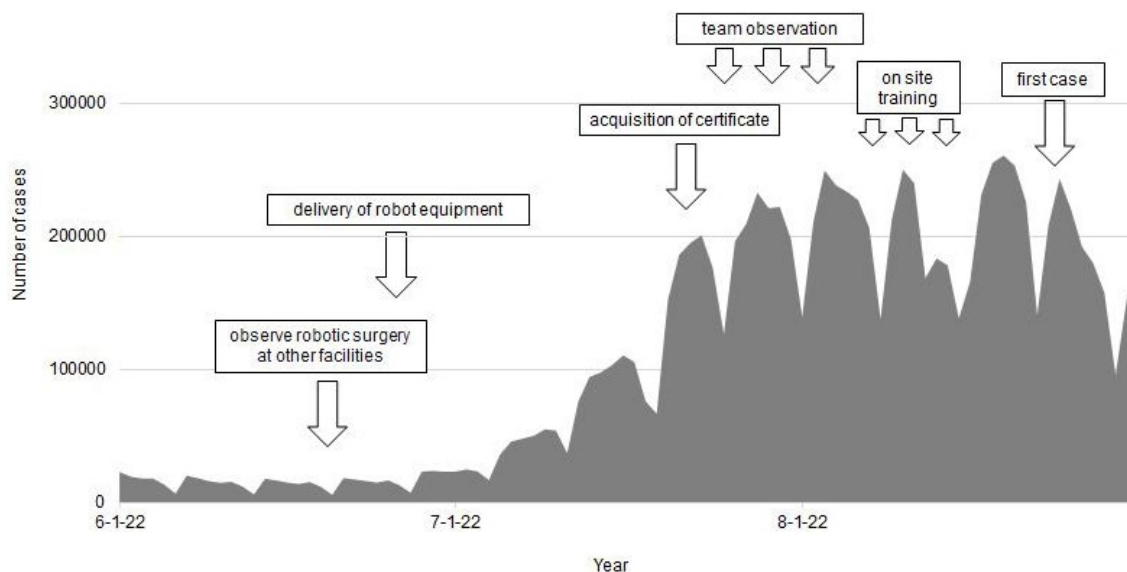 team observation
on site
training
first case
300000
acquisition of certificate
delivery of robot equipment
200000
observe robotic surgery
at other facilities
100000
0
6-1-22
7-1-22
8-1-22
Number of cases
Year